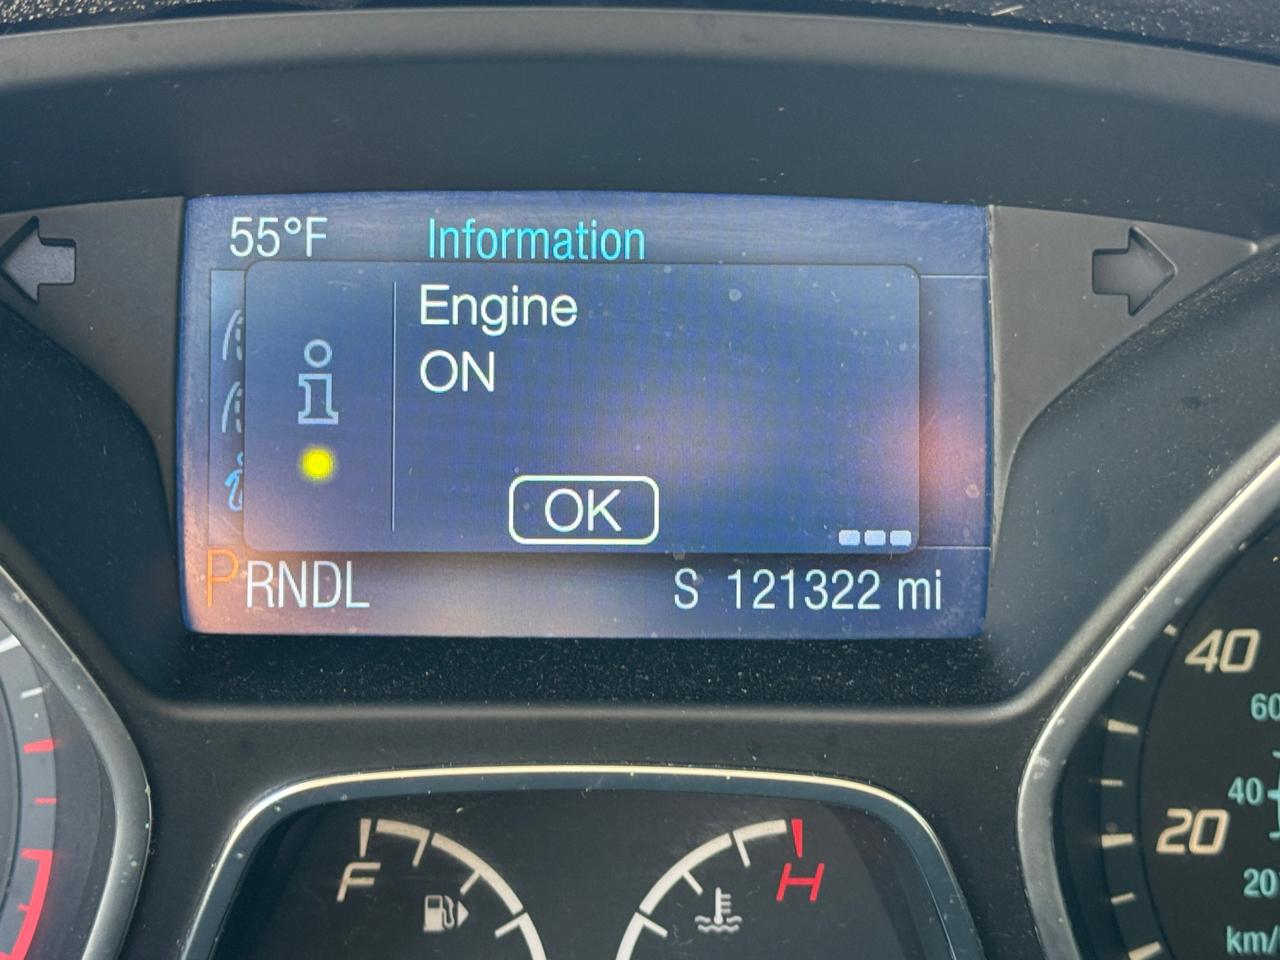 55°F Information
Engine
ON
OK
PRNDL S 121322 mi
40
60
40
20
20
km/
F
H